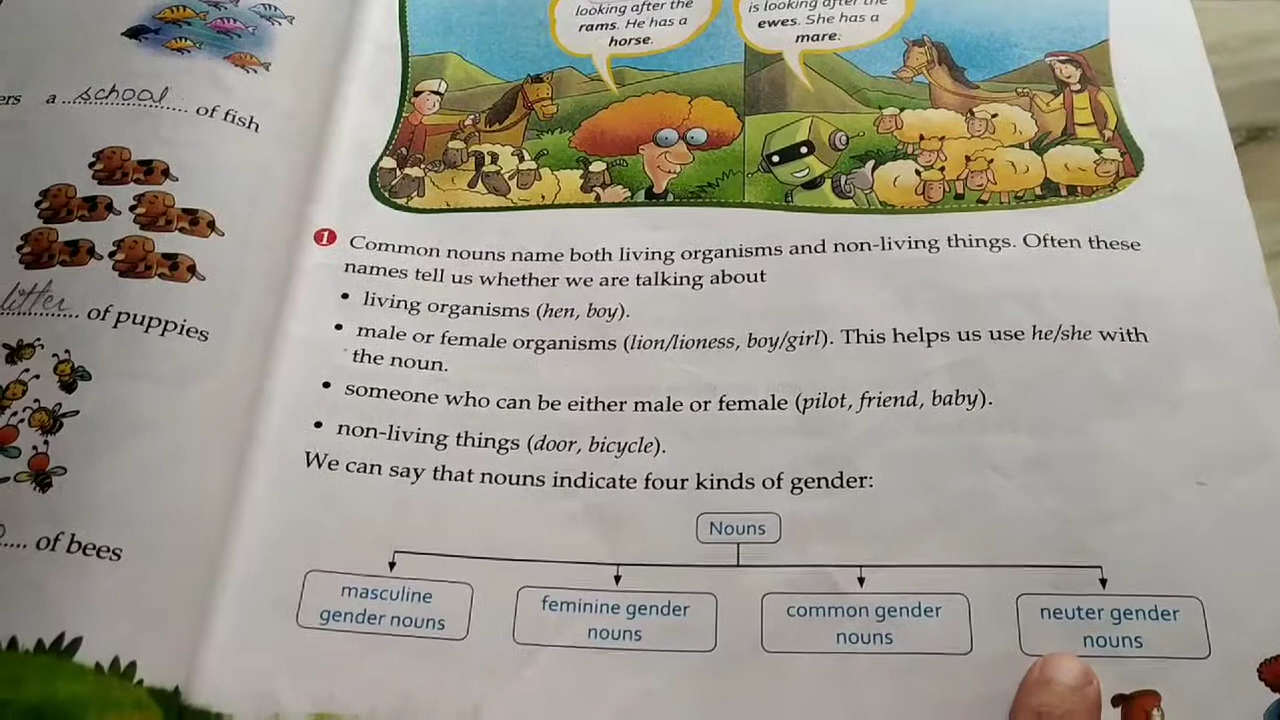 a school of fish
litter of puppies
of bees
looking after the
rams. He has a
horse.
is looking after the
ewes. She has a
mare.
1 Common nouns name both living organisms and non-living things. Often these
names tell us whether we are talking about
• living organisms (hen, boy).
• male or female organisms (lion/lioness, boy/girl). This helps us use he/she with
the noun.
• someone who can be either male or female (pilot, friend, baby).
• non-living things (door, bicycle).
We can say that nouns indicate four kinds of gender:
Nouns
masculine
gender nouns
feminine gender
nouns
common gender
nouns
neuter gender
nouns